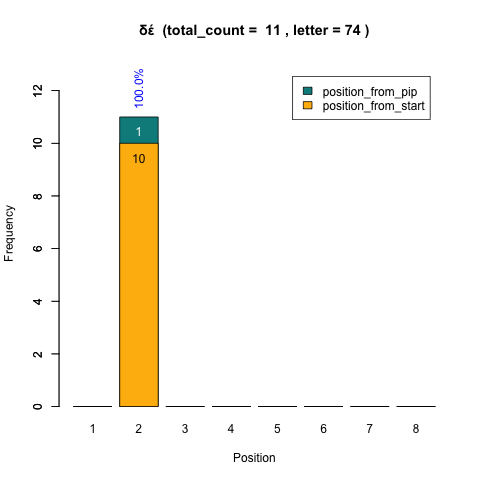 δέ (total_count = 11 , letter = 74 )
100.0%
position_from_pip
position_from_start
12
10
8
6
4
2
0
Frequency
1
10
1 2 3 4 5 6 7 8
Position